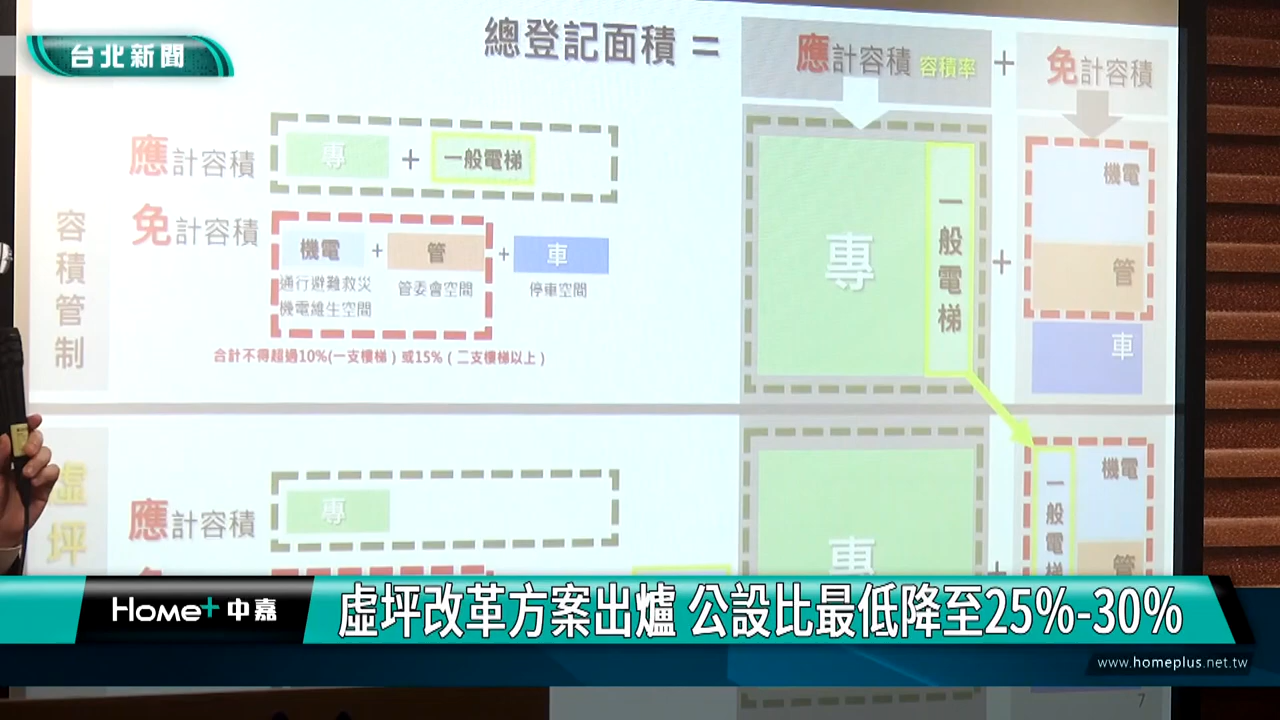 台北新聞
總登記面積 =
應計容積 容積率 + 免計容積
容積管制
應計容積 專 + 一般電梯
免計容積 機電 + 管 + 車
通行避難救災 管委會空間 停車空間
機電維生空間
合計不得超過10%(一支樓梯)或15%(二支樓梯以上)
專 一般電梯 + 機電
管
車
虛坪
應計容積 專
專 + 一般電梯 機電
管
Home+中嘉
虛坪改革方案出爐 公設比最低降至25%-30%
www.homeplus.net.tw
7